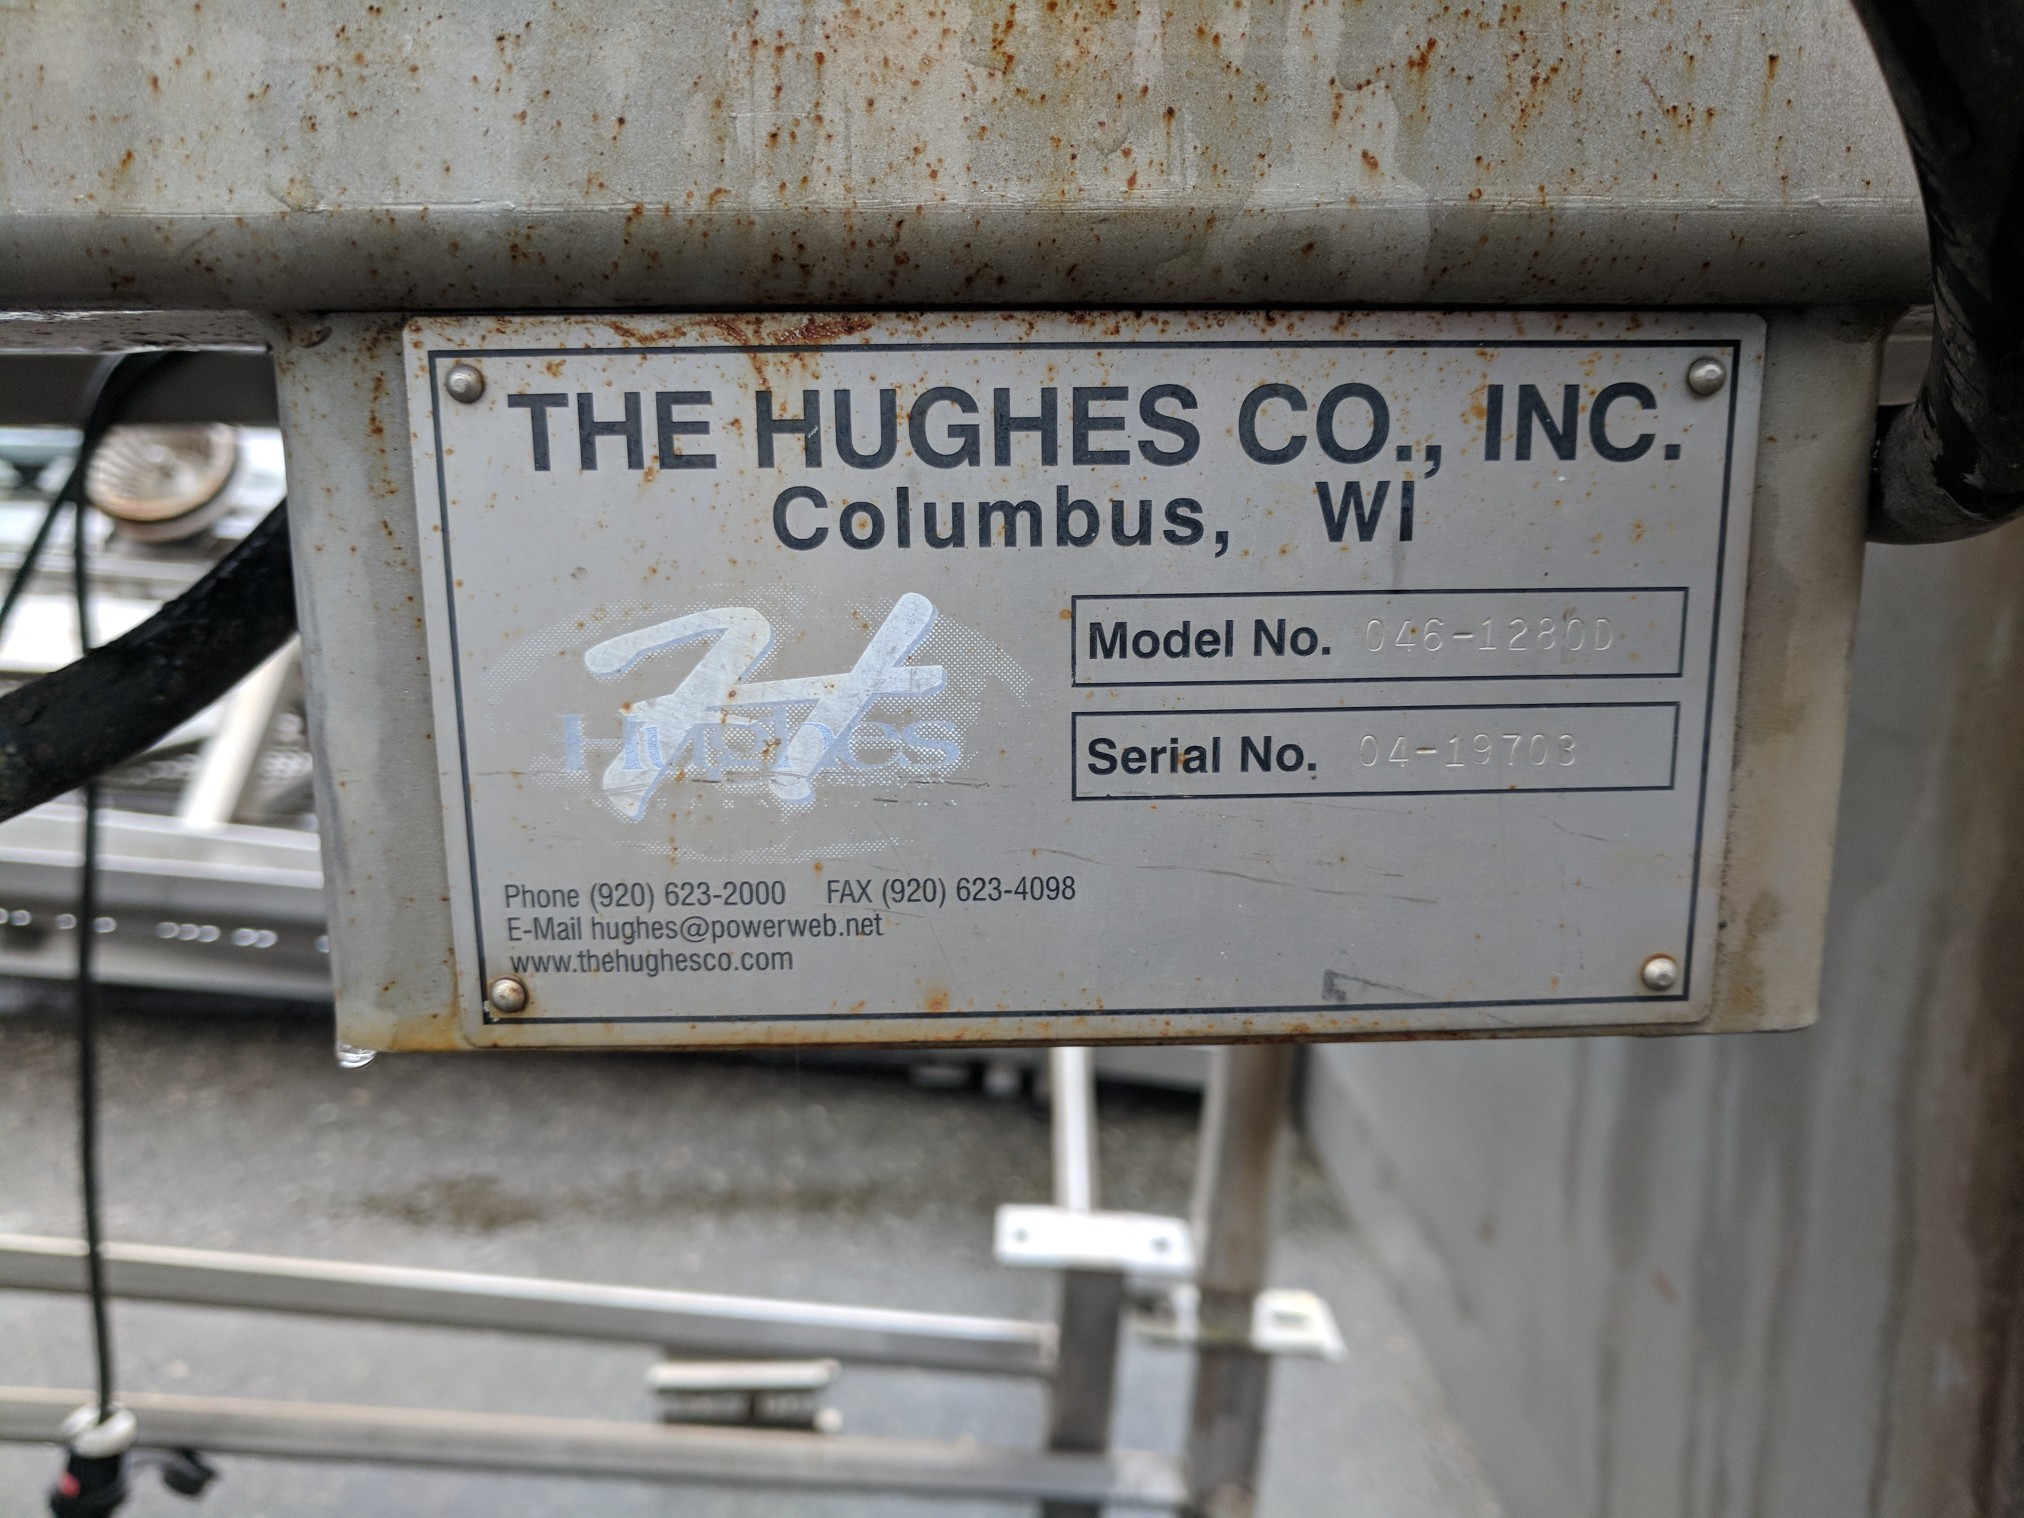 THE HUGHES CO., INC.
Columbus, WI
H
Hughes
Model No. 046-1280D
Serial No. 04-19703
Phone (920) 623-2000 FAX (920) 623-4098
E-Mail hughes@powerweb.net
www.thehughesco.com